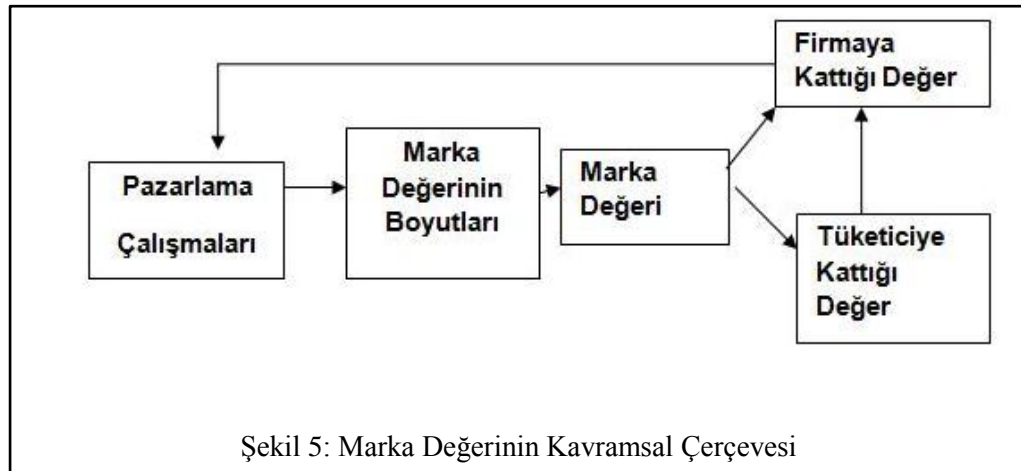 Firmaya
Kattığı Değer
Pazarlama
Çalışmaları
Marka
Değerinin
Boyutları
Marka
Değeri
Tüketiciye
Kattığı
Değer
Şekil 5: Marka Değerinin Kavramsal Çerçevesi